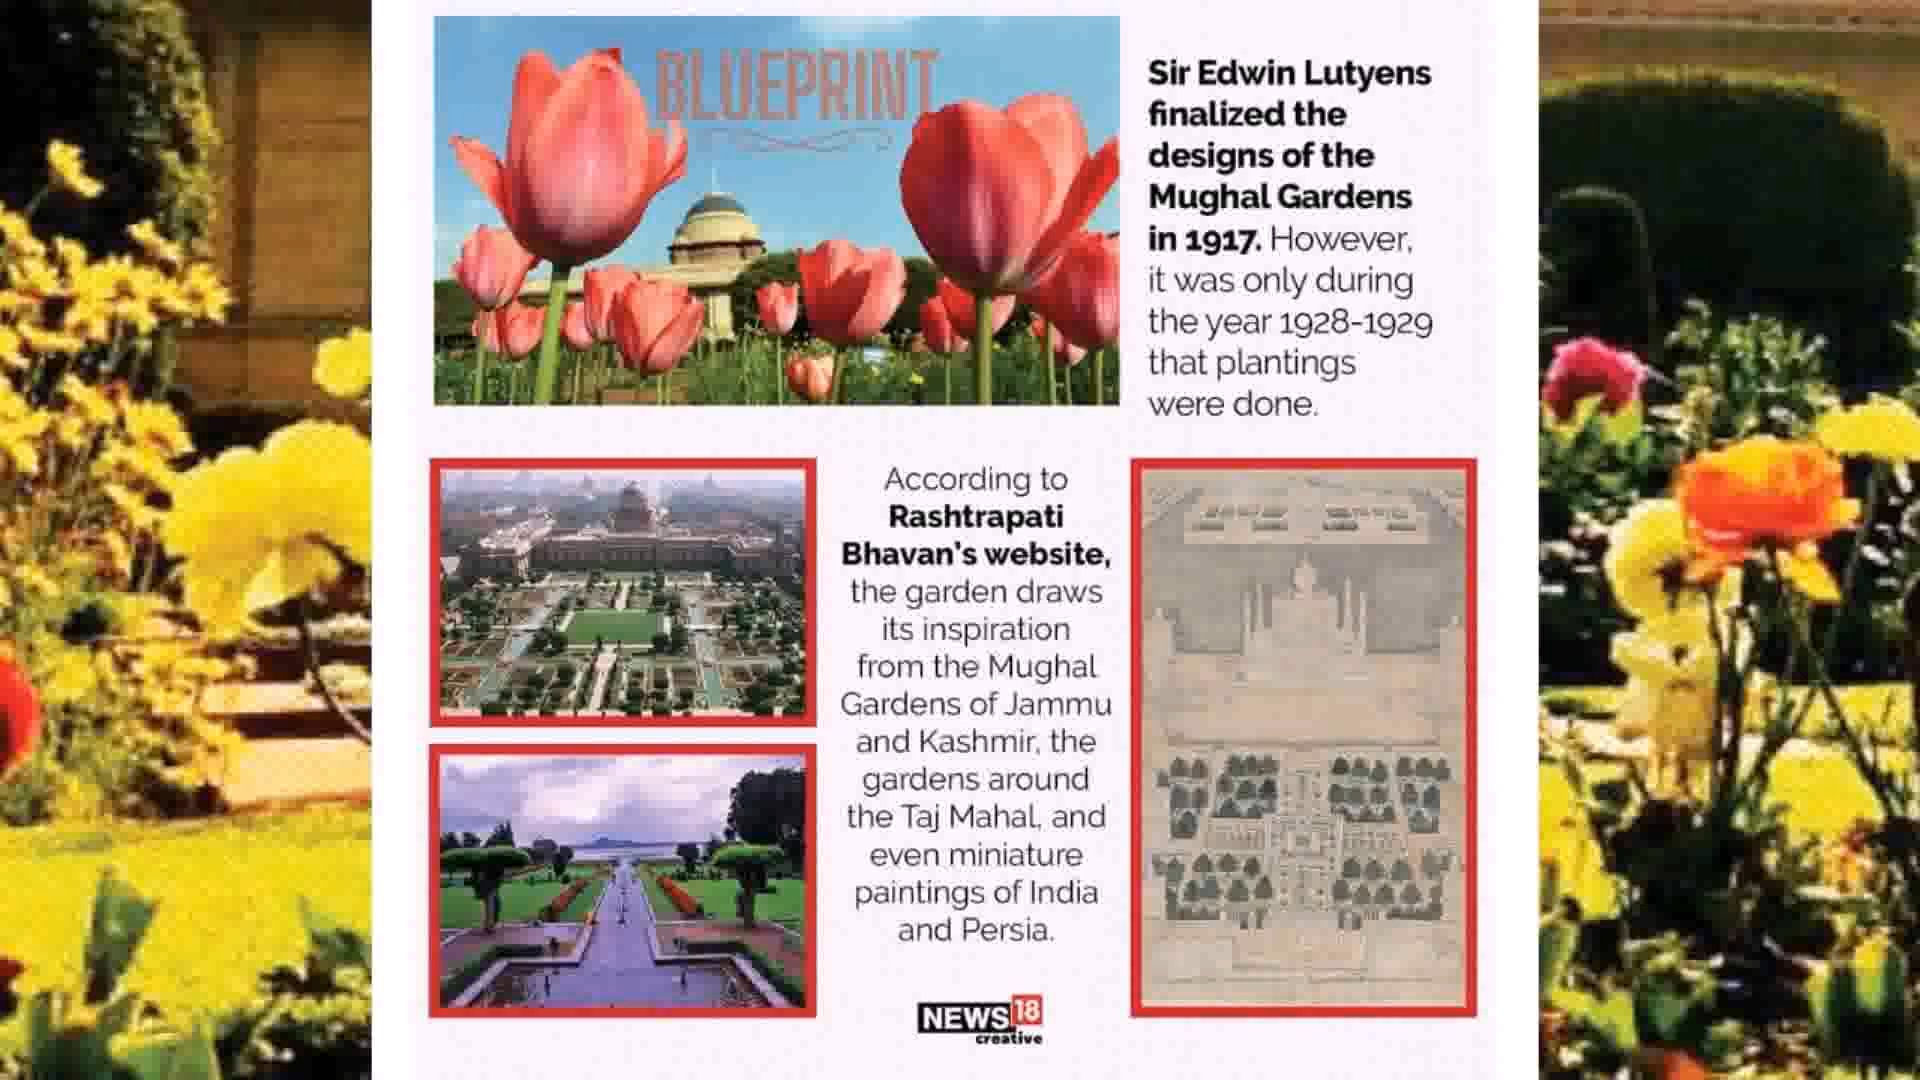 BLUEPRINT
Sir Edwin Lutyens
finalized the
designs of the
Mughal Gardens
in 1917. However,
it was only during
the year 1928-1929
that plantings
were done.
According to
Rashtrapati
Bhavan's website,
the garden draws
its inspiration
from the Mughal
Gardens of Jammu
and Kashmir, the
gardens around
the Taj Mahal, and
even miniature
paintings of India
and Persia.
NEWS18
creative